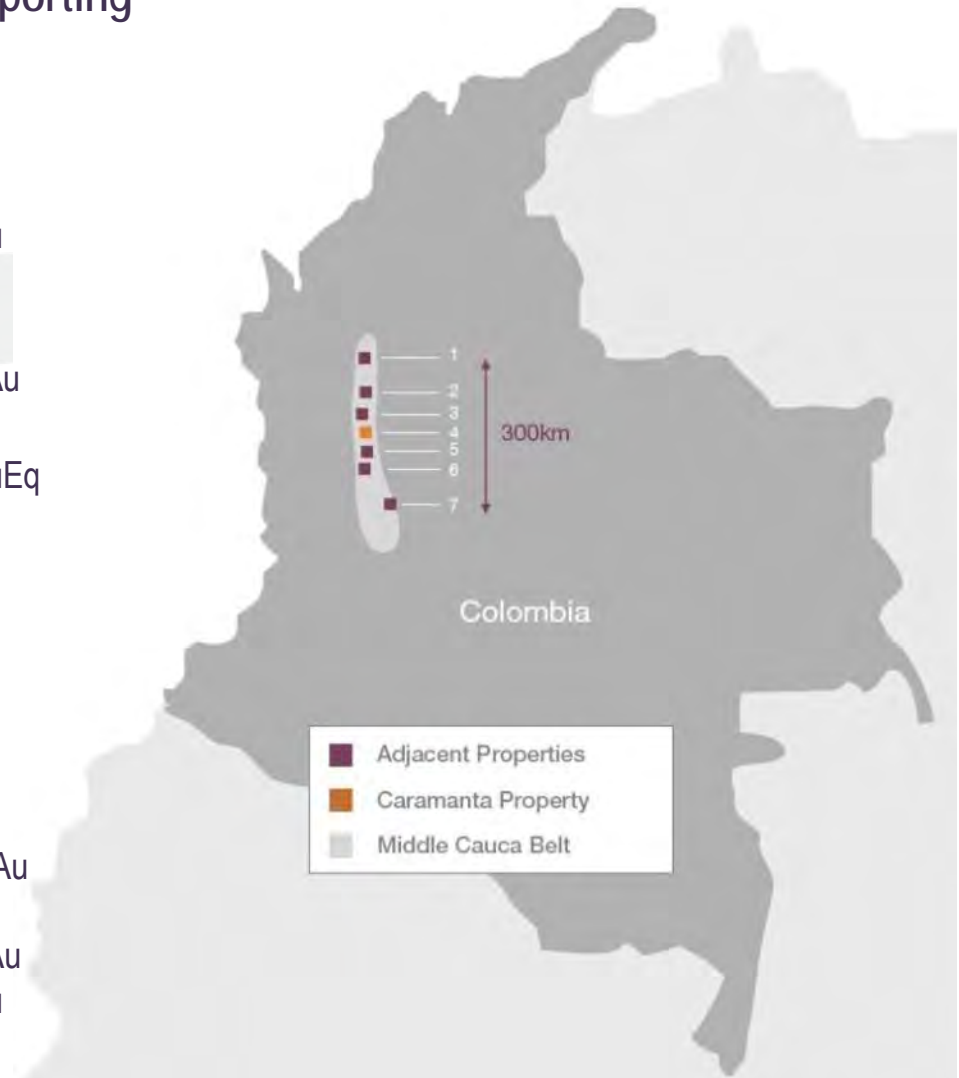 porting
1
Au
2
3
300km
4
5
6
Eq
7
Colombia
Adjacent Properties
Caramanta Property
Middle Cauca Belt
Au
Au